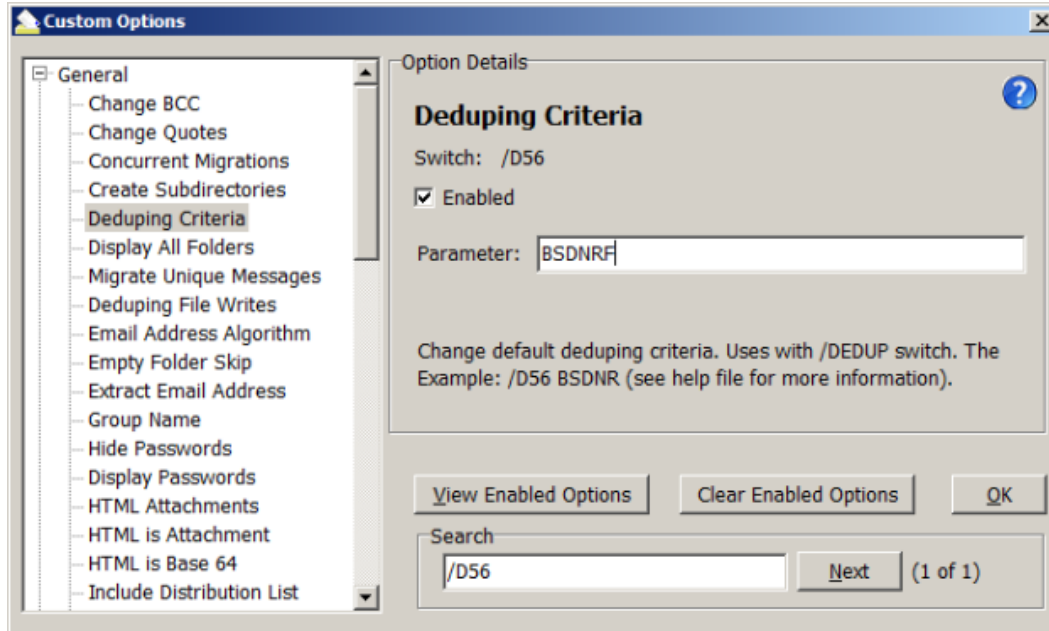 Custom Options
General
Change BCC
Change Quotes
Concurrent Migrations
Create Subdirectories
Deduping Criteria
Display All Folders
Migrate Unique Messages
Deduping File Writes
Email Address Algorithm
Empty Folder Skip
Extract Email Address
Group Name
Hide Passwords
Display Passwords
HTML Attachments
HTML is Attachment
HTML is Base 64
Include Distribution List
Option Details
Deduping Criteria
Switch: /D56
Enabled
Parameter: BSDNRF
Change default deduping criteria. Uses with /DEDUP switch. The
Example: /D56 BSDNR (see help file for more information).
View Enabled Options Clear Enabled Options OK
Search
/D56 Next (1 of 1)